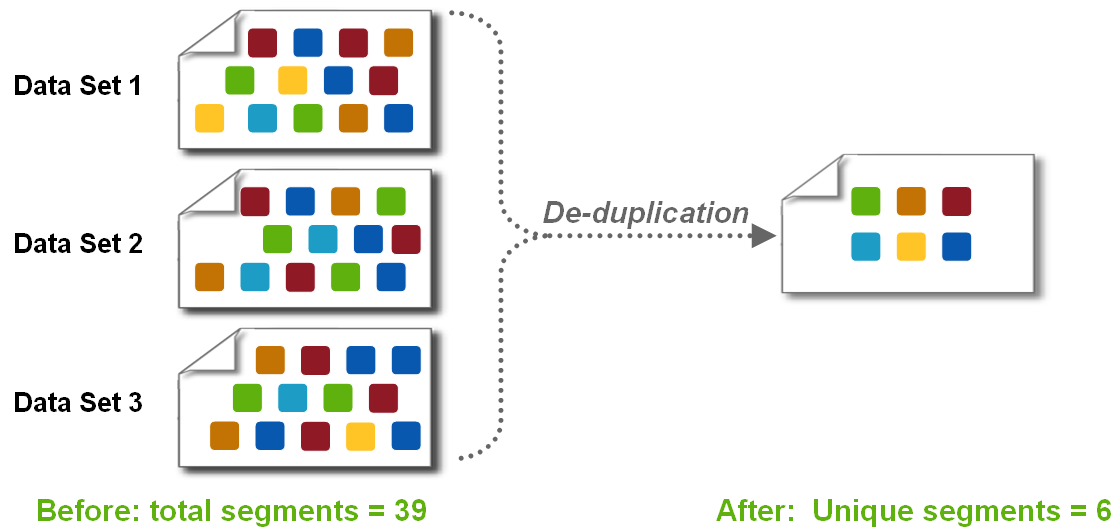 Data Set 1
Data Set 2
De-duplication
Data Set 3
Before: total segments = 39
After: Unique segments = 6